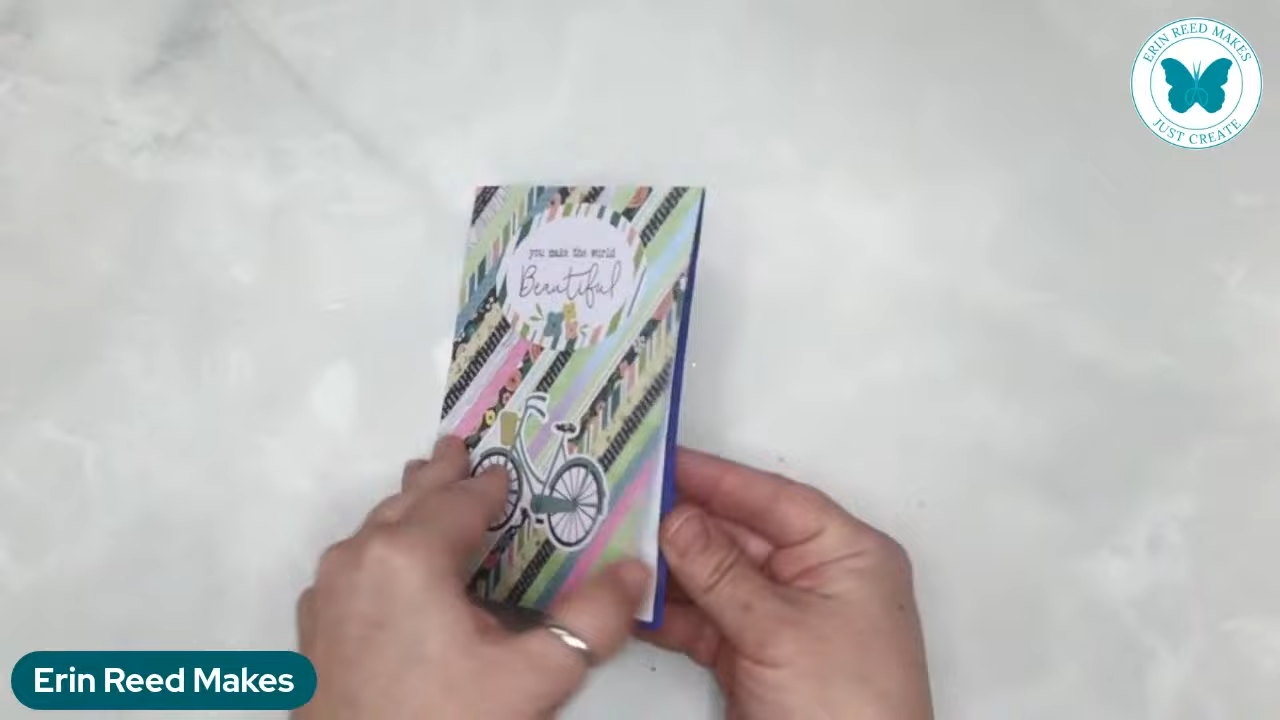 ERIN REED MAKES
JUST CREATE
you make the world
Beautiful
Erin Reed Makes